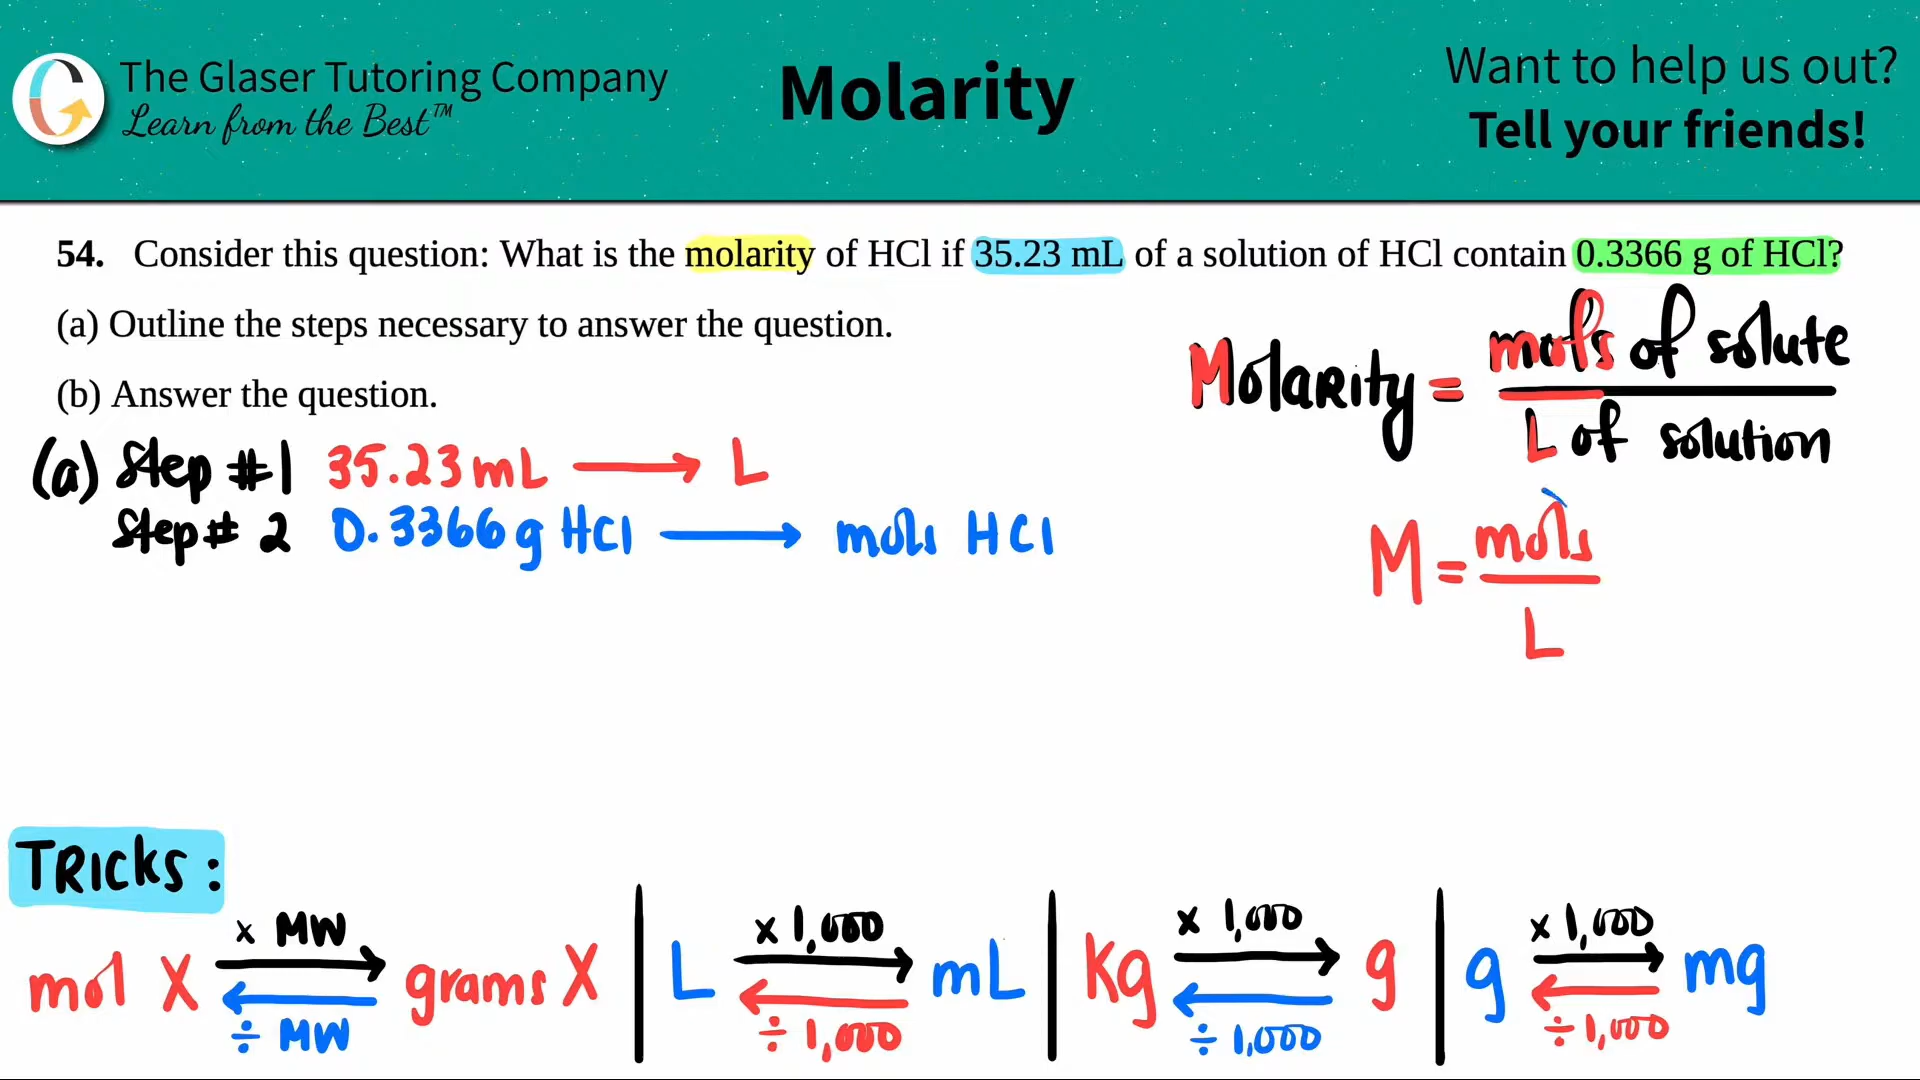 The Glaser Tutoring Company
Learn from the Best™
Molarity
Want to help us out?
Tell your friends!
54. Consider this question: What is the molarity of HCl if 35.23 mL of a solution of HCl contain 0.3366 g of HCl?
(a) Outline the steps necessary to answer the question.
(b) Answer the question.
Molarity = mols of solute
L of solution
(a) Step #1 35.23 mL → L
Step # 2 0.3366 g HCl → mols HCl
M = mols
L
TRICKS:
x MW
mol X → grams X
← ÷ MW
x 1,000
L → mL
← ÷ 1,000
x 1,000
Kg → g
← ÷ 1,000
x 1,000
g → mg
← ÷ 1,000